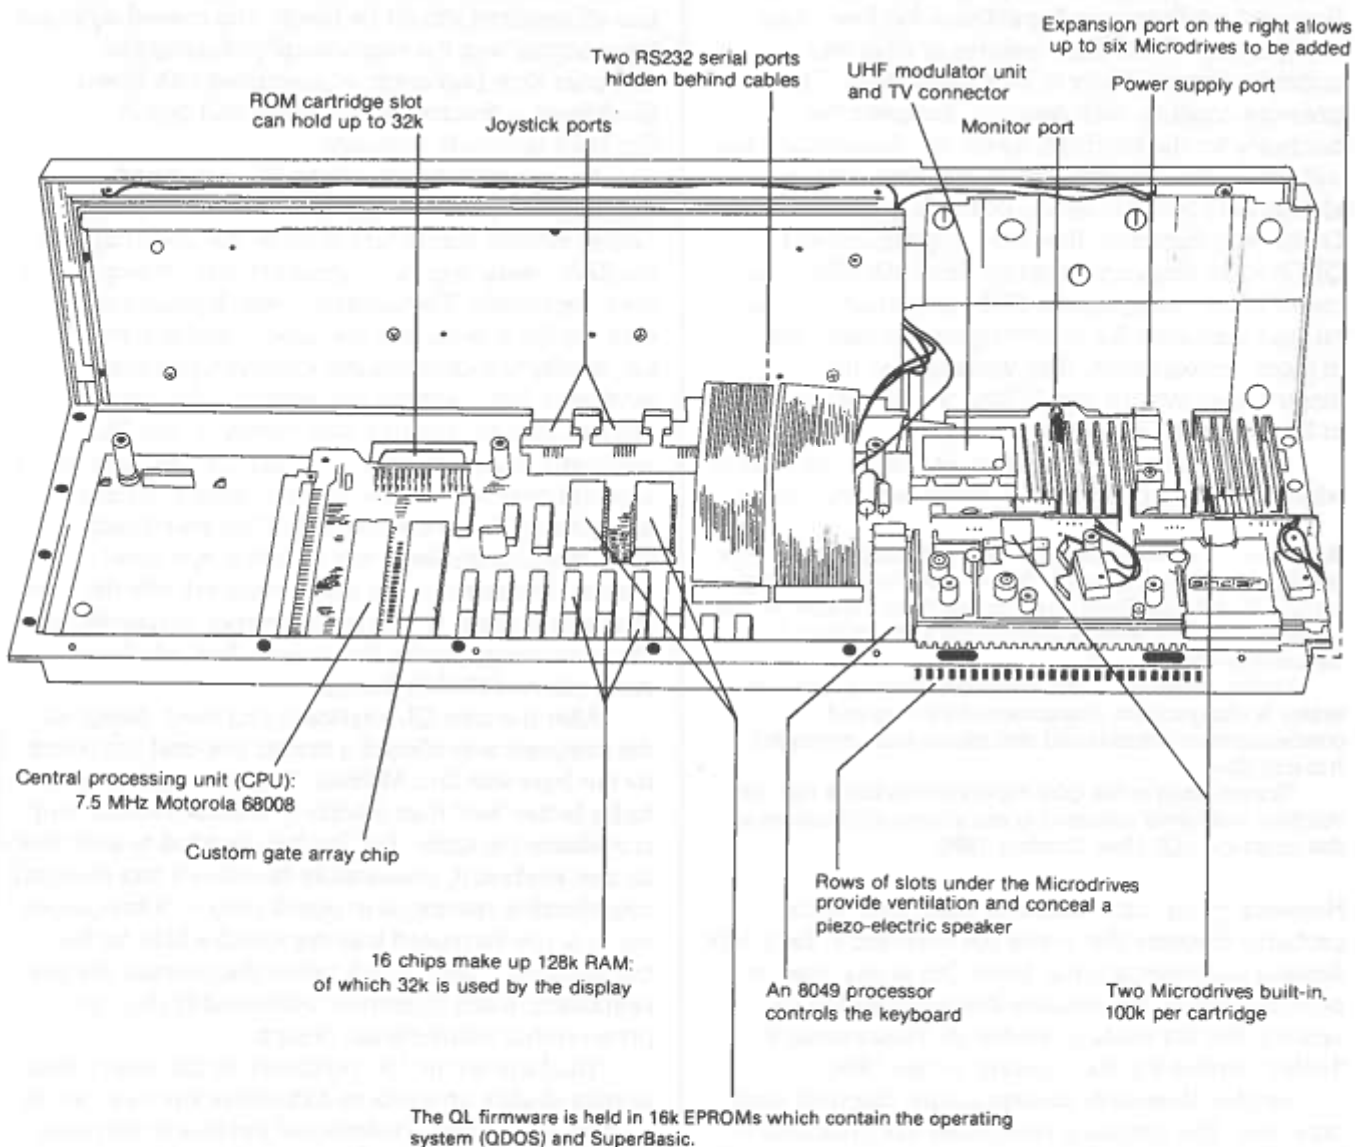 Expansion port on the right allows
up to six Microdrives to be added
Two RS232 serial ports
hidden behind cables
UHF modulator unit
and TV connector
Power supply port
ROM cartridge slot
can hold up to 32k
Joystick ports
Monitor port
Central processing unit (CPU):
7.5 MHz Motorola 68008
Custom gate array chip
Rows of slots under the Microdrives
provide ventilation and conceal a
piezo-electric speaker
16 chips make up 128k RAM:
of which 32k is used by the display
An 8049 processor
controls the keyboard
Two Microdrives built-in,
100k per cartridge
The QL firmware is held in 16k EPROMs which contain the operating
system (QDOS) and SuperBasic.